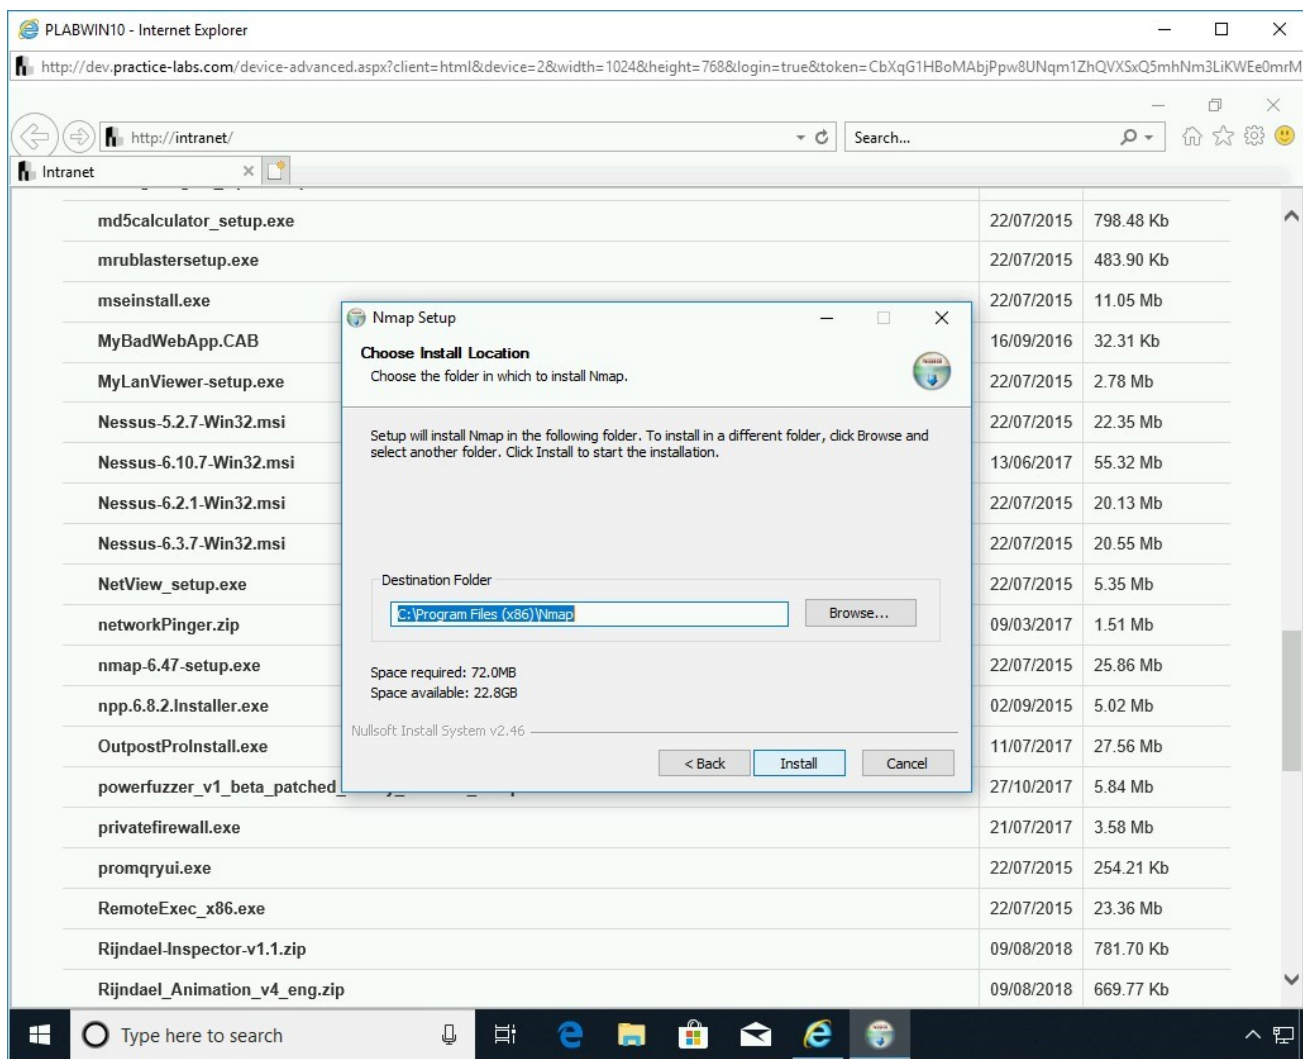 PLABWIN10 - Internet Explorer
http://dev.practice-labs.com/device-advanced.aspx?client=html&device=2&width=1024&height=768&login=true&token=CbXqG1HBoMAbjPpw8UNqm1ZhQVXSxQ5mhNm3LiKWEe0mrM
http://intranet/
Search...
Intranet
md5calculator_setup.exe 22/07/2015 798.48 Kb
mrublastersetup.exe 22/07/2015 483.90 Kb
mseinstall.exe 22/07/2015 11.05 Mb
MyBadWebApp.CAB 16/09/2016 32.31 Kb
MyLanViewer-setup.exe 22/07/2015 2.78 Mb
Nessus-5.2.7-Win32.msi 22/07/2015 22.35 Mb
Nessus-6.10.7-Win32.msi 13/06/2017 55.32 Mb
Nessus-6.2.1-Win32.msi 22/07/2015 20.13 Mb
Nessus-6.3.7-Win32.msi 22/07/2015 20.55 Mb
NetView_setup.exe 22/07/2015 5.35 Mb
networkPinger.zip 09/03/2017 1.51 Mb
nmap-6.47-setup.exe 22/07/2015 25.86 Mb
npp.6.8.2.Installer.exe 02/09/2015 5.02 Mb
OutpostProInstall.exe 11/07/2017 27.56 Mb
powerfuzzer_v1_beta_patched_ 27/10/2017 5.84 Mb
privatefirewall.exe 21/07/2017 3.58 Mb
promqryui.exe 22/07/2015 254.21 Kb
RemoteExec_x86.exe 22/07/2015 23.36 Mb
Rijndael-Inspector-v1.1.zip 09/08/2018 781.70 Kb
Rijndael_Animation_v4_eng.zip 09/08/2018 669.77 Kb
Nmap Setup
Choose Install Location
Choose the folder in which to install Nmap.
Setup will install Nmap in the following folder. To install in a different folder, click Browse and
select another folder. Click Install to start the installation.
Destination Folder
C:\Program Files (x86)\Nmap
Browse...
Space required: 72.0MB
Space available: 22.8GB
Nullsoft Install System v2.46
< Back Install Cancel
Type here to search